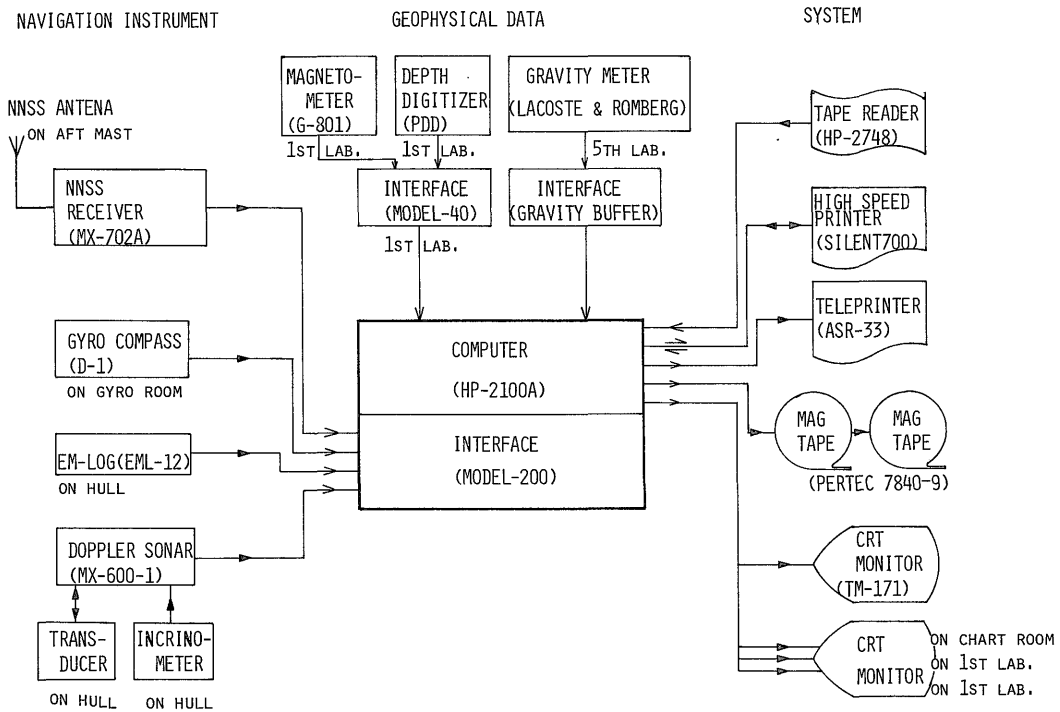 NAVIGATION INSTRUMENT
GEOPHYSICAL DATA
SYSTEM
NNSS ANTENA
ON AFT MAST
NNSS
RECEIVER
(MX-702A)
GYRO COMPASS
(D-1)
ON GYRO ROOM
EM-LOG(EML-12)
ON HULL
DOPPLER SONAR
(MX-600-1)
TRANS-
DUCER
ON HULL
INCRINO-
METER
ON HULL
MAGNETO-
METER
(G-801)
1ST LAB.
DEPTH
DIGITIZER
(PDD)
1ST LAB.
GRAVITY METER
(LACOSTE & ROMBERG)
5TH LAB.
INTERFACE
(MODEL-40)
1ST LAB.
INTERFACE
(GRAVITY BUFFER)
COMPUTER
(HP-2100A)
INTERFACE
(MODEL-200)
TAPE READER
(HP-2748)
HIGH SPEED
PRINTER
(SILENT700)
TELEPRINTER
(ASR-33)
MAG
TAPE
MAG
TAPE
(PERTEC 7840-9)
CRT
MONITOR
(TM-171)
CRT
MONITOR
ON CHART ROOM
ON 1ST LAB.
ON 1ST LAB.